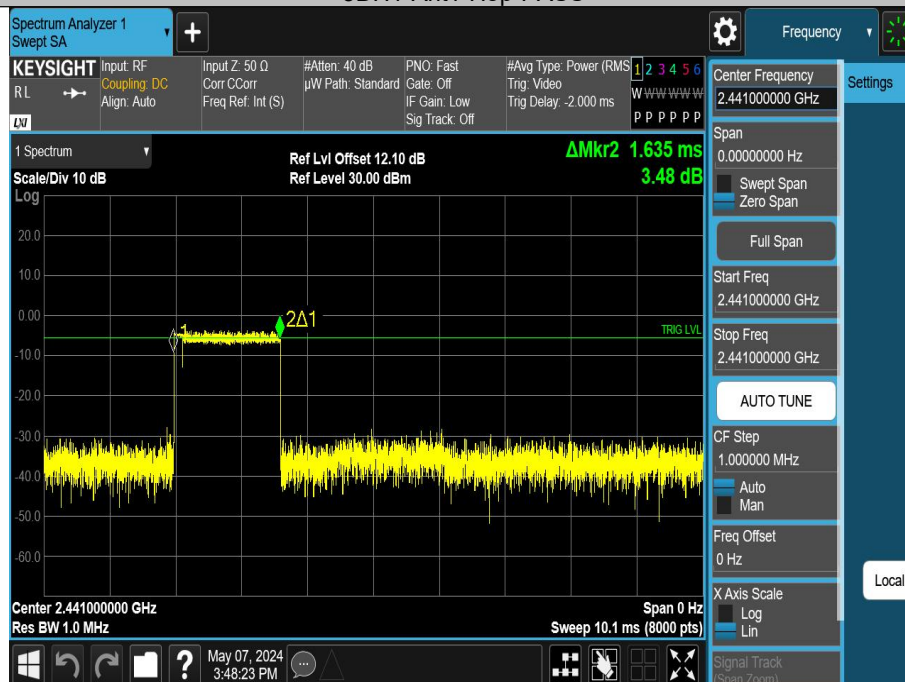 Spectrum Analyzer 1
Swept SA
Frequency
KEYSIGHT
RL
LXI
Input: RF
Coupling: DC
Align: Auto
Input Z: 50 Ω
Corr CCorr
Freq Ref: Int (S)
#Atten: 40 dB
µW Path: Standard
PNO: Fast
Gate: Off
IF Gain: Low
Sig Track: Off
#Avg Type: Power (RMS
Trig: Video
Trig Delay: -2.000 ms
1 2 3 4 5 6
W W W W W W
P P P P P P
1 Spectrum
Scale/Div 10 dB
Log
Ref Lvl Offset 12.10 dB
Ref Level 30.00 dBm
ΔMkr2 1.635 ms
3.48 dB
20.0
10.0
0.00
-10.0
-20.0
-30.0
-40.0
-50.0
-60.0
1
2Δ1
TRIG LVL
Center 2.441000000 GHz
Res BW 1.0 MHz
Span 0 Hz
Sweep 10.1 ms (8000 pts)
May 07, 2024
3:48:23 PM
Center Frequency
2.441000000 GHz
Settings
Span
0.00000000 Hz
Swept Span
Zero Span
Full Span
Start Freq
2.441000000 GHz
Stop Freq
2.441000000 GHz
AUTO TUNE
CF Step
1.000000 MHz
Auto
Man
Freq Offset
0 Hz
X Axis Scale
Log
Lin
Local
Signal Track
(Span Zoom)